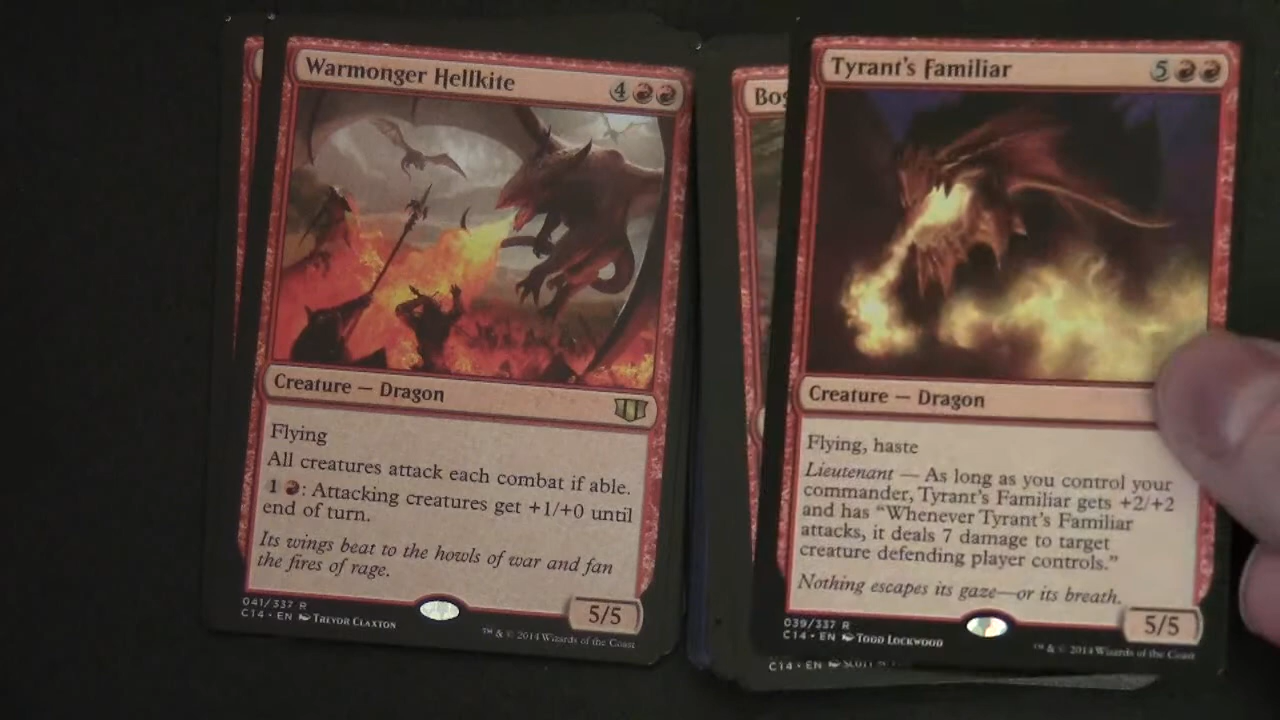 Warmonger Hellkite
4
Creature — Dragon
Flying
All creatures attack each combat if able.
1 : Attacking creatures get +1/+0 until
end of turn.
Its wings beat to the howls of war and fan
the fires of rage.
041/337 R
C14 • EN TREVOR CLAXTON
5/5
™ & © 2014 Wizards of the Coast
Bog
Tyrant's Familiar
5
Creature — Dragon
Flying, haste
Lieutenant — As long as you control your
commander, Tyrant's Familiar gets +2/+2
and has "Whenever Tyrant's Familiar
attacks, it deals 7 damage to target
creature defending player controls."
Nothing escapes its gaze—or its breath.
039/337 R
C14 • EN TODD LOCKWOOD
5/5
™ & © 2014 Wizards of the Coast
C14 • EN